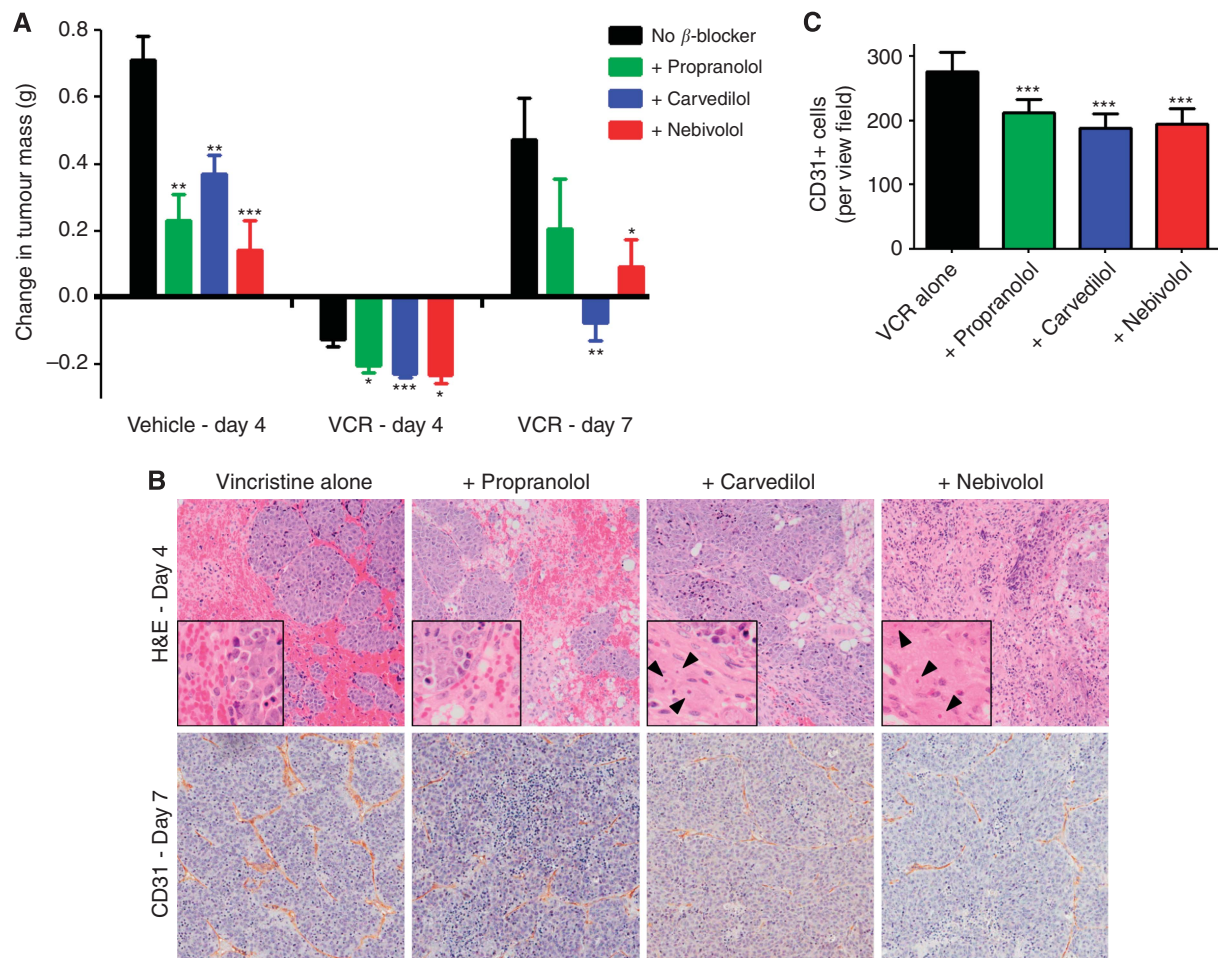 A
0.8
0.6
0.4
0.2
0.0
–0.2
Change in tumour mass (g)
**
**
***
*
***
*
**
*
Vehicle - day 4
VCR - day 4
VCR - day 7
No β-blocker
+ Propranolol
+ Carvedilol
+ Nebivolol
C
300
200
100
0
CD31+ cells
(per view field)
***
***
***
VCR alone
+ Propranolol
+ Carvedilol
+ Nebivolol
B
Vincristine alone
+ Propranolol
+ Carvedilol
+ Nebivolol
H&E - Day 4
CD31 - Day 7